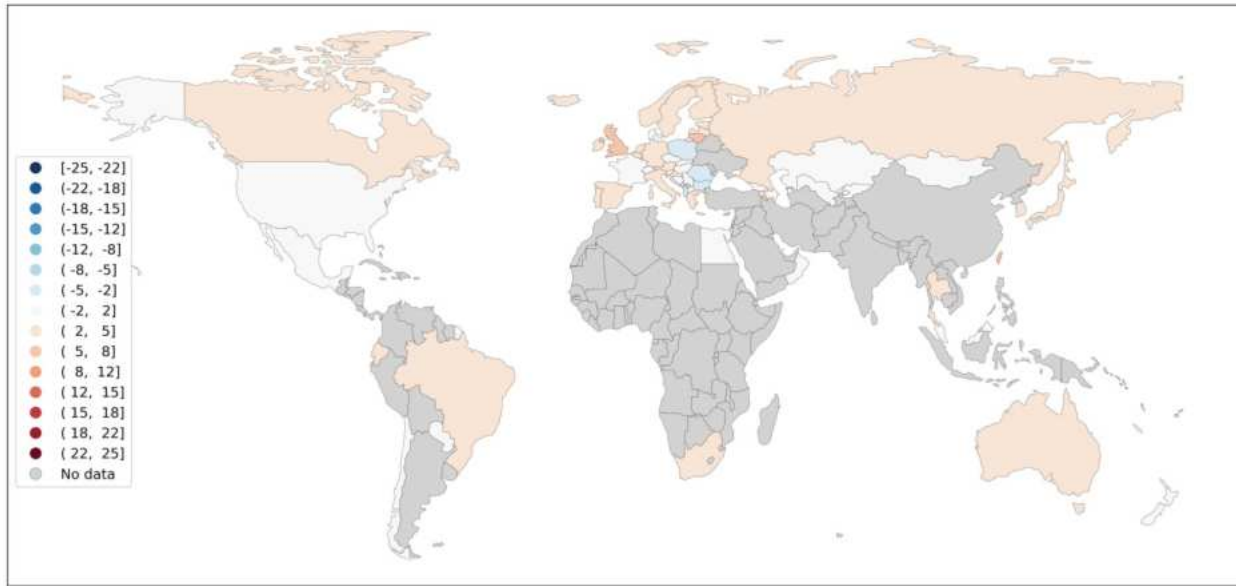 [-25, -22]
(-22, -18]
(-18, -15]
(-15, -12]
(-12, -8]
( -8, -5]
( -5, -2]
( -2, 2]
( 2, 5]
( 5, 8]
( 8, 12]
( 12, 15]
( 15, 18]
( 18, 22]
( 22, 25]
No data